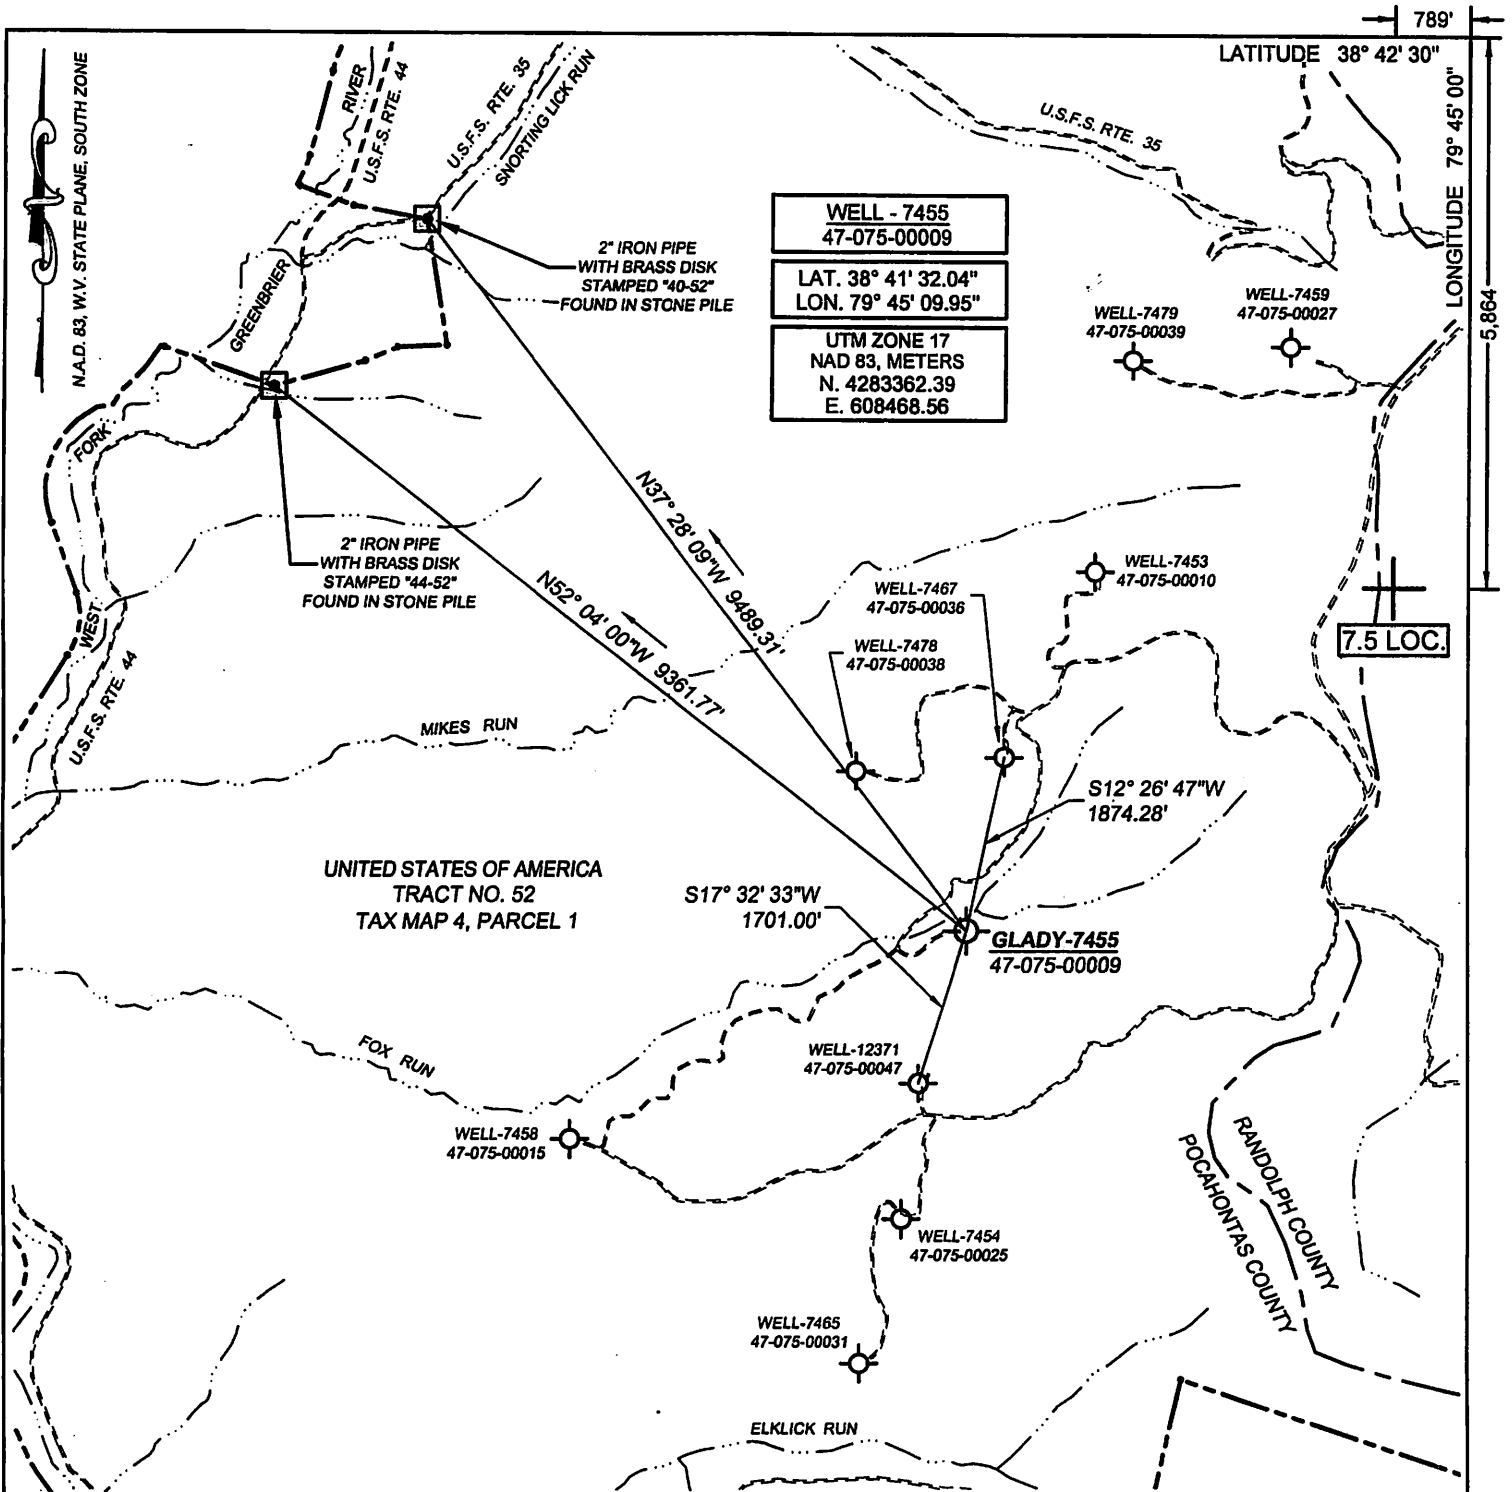 789'
LATITUDE 38° 42' 30"
LONGITUDE 79° 45' 00"
5,864
N.A.D. 83, W.V. STATE PLANE, SOUTH ZONE
RIVER
U.S.F.S. RTE. 44
U.S.F.S. RTE. 35
SNORTING LICK RUN
U.S.F.S. RTE. 35
GREENBRIER
2" IRON PIPE
WITH BRASS DISK
STAMPED "40-52"
FOUND IN STONE PILE
WELL - 7455
47-075-00009
LAT. 38° 41' 32.04"
LON. 79° 45' 09.95"
UTM ZONE 17
NAD 83, METERS
N. 4283362.39
E. 608468.56
WELL-7479
47-075-00039
WELL-7459
47-075-00027
FORK
WEST
U.S.F.S. RTE. 44
2" IRON PIPE
WITH BRASS DISK
STAMPED "44-52"
FOUND IN STONE PILE
N37° 28' 09"W 9489.31'
N52° 04' 00"W 9361.77'
WELL-7453
47-075-00010
WELL-7467
47-075-00036
WELL-7478
47-075-00038
7.5 LOC.
MIKES RUN
S12° 26' 47"W
1874.28'
UNITED STATES OF AMERICA
TRACT NO. 52
TAX MAP 4, PARCEL 1
S17° 32' 33"W
1701.00'
GLADY-7455
47-075-00009
FOX RUN
WELL-12371
47-075-00047
WELL-7458
47-075-00015
RANDOLPH COUNTY
POCAHONTAS COUNTY
WELL-7454
47-075-00025
WELL-7465
47-075-00031
ELKLICK RUN